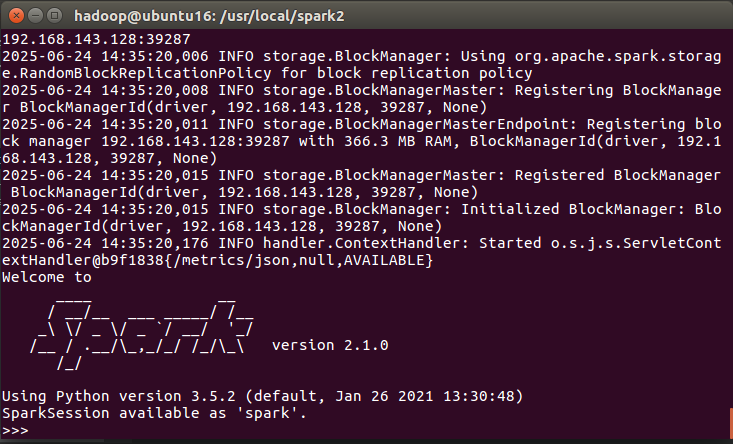 hadoop@ubuntu16: /usr/local/spark2
192.168.143.128:39287
2025-06-24 14:35:20,006 INFO storage.BlockManager: Using org.apache.spark.storag
e.RandomBlockReplicationPolicy for block replication policy
2025-06-24 14:35:20,008 INFO storage.BlockManagerMaster: Registering BlockManage
r BlockManagerId(driver, 192.168.143.128, 39287, None)
2025-06-24 14:35:20,011 INFO storage.BlockManagerMasterEndpoint: Registering blo
ck manager 192.168.143.128:39287 with 366.3 MB RAM, BlockManagerId(driver, 192.1
68.143.128, 39287, None)
2025-06-24 14:35:20,015 INFO storage.BlockManagerMaster: Registered BlockManager
 BlockManagerId(driver, 192.168.143.128, 39287, None)
2025-06-24 14:35:20,015 INFO storage.BlockManager: Initialized BlockManager: Blo
ckManagerId(driver, 192.168.143.128, 39287, None)
2025-06-24 14:35:20,176 INFO handler.ContextHandler: Started o.s.j.s.ServletCont
extHandler@b9f1838{/metrics/json,null,AVAILABLE}
Welcome to
      ____              __
     / __/__  ___ _____/ /__
    _\ \/ _ \/ _ `/ __/  '_/
   /__ / .__/\_,_/_/ /_/\_\   version 2.1.0
      /_/
Using Python version 3.5.2 (default, Jan 26 2021 13:30:48)
SparkSession available as 'spark'.
>>>